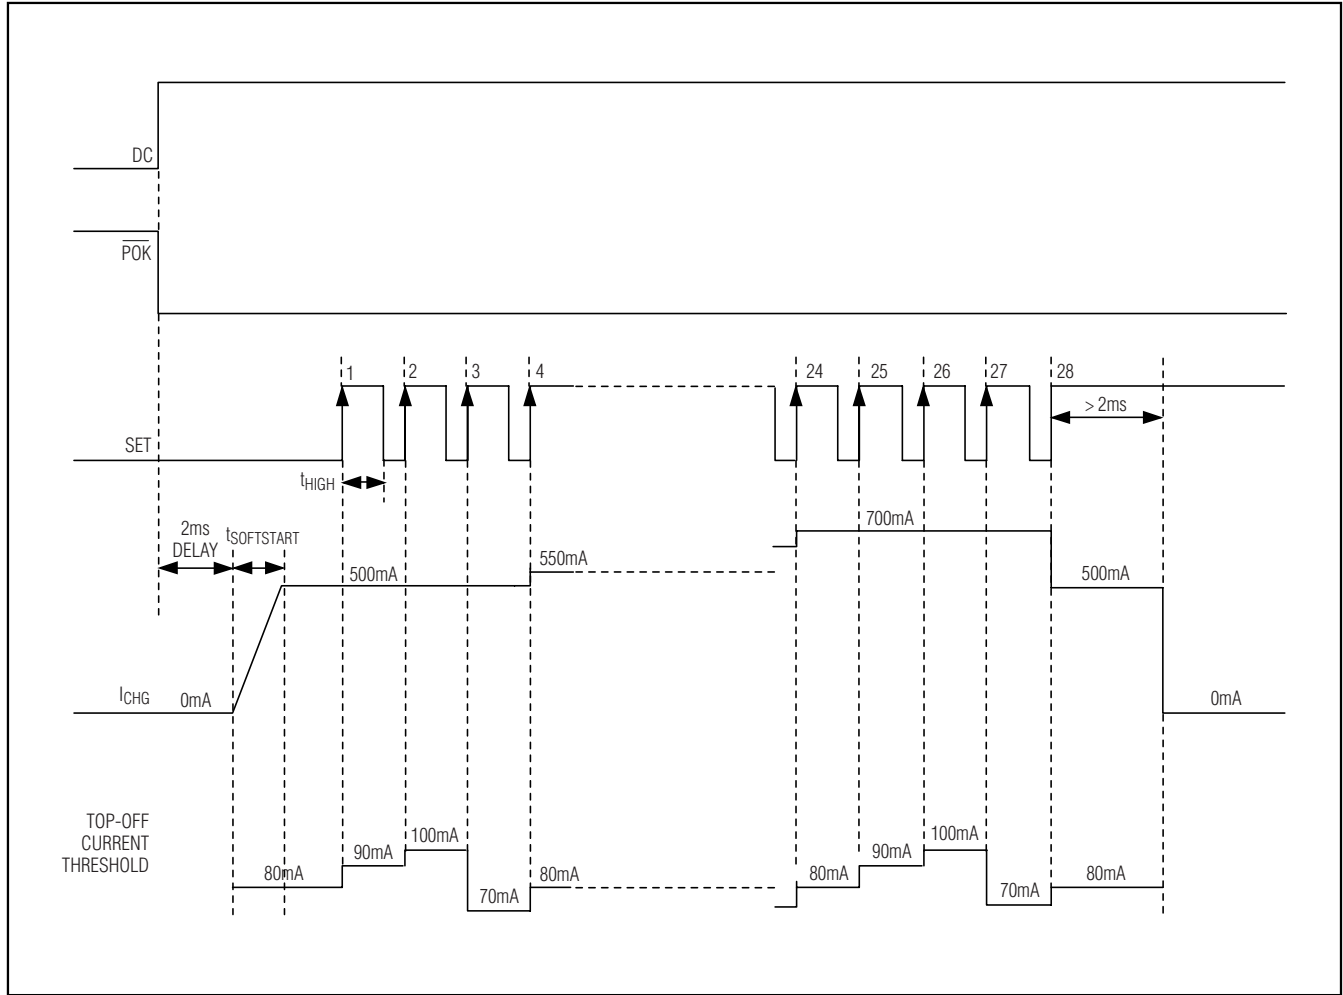 DC
POK
1 2 3 4 24 25 26 27 28
> 2ms
SET
tHIGH
700mA
2ms
DELAY
tSOFTSTART
550mA
500mA
500mA
ICHG
0mA
0mA
TOP-OFF
CURRENT
THRESHOLD
80mA
90mA
100mA
70mA
80mA
80mA
90mA
100mA
70mA
80mA